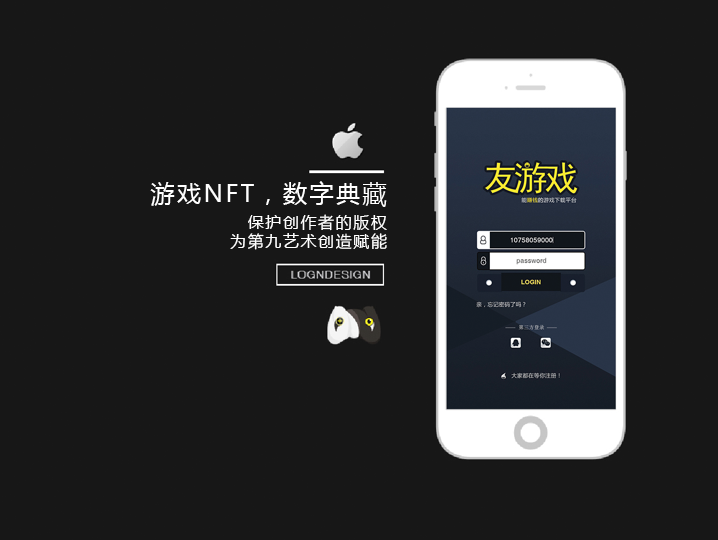 游戏NFT，数字典藏
保护创作者的版权
为第九艺术创造赋能
LOGNDESIGN
友游戏
能赚钱的游戏下载平台
10758059000
password
LOGIN
亲，忘记密码了吗？
第三方登录
大家都在等你注册！